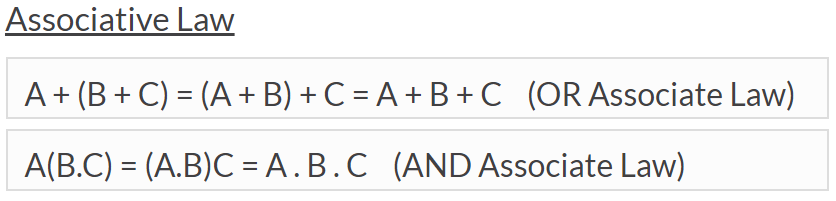 Associative Law
A + (B + C) = (A + B) + C = A + B + C (OR Associate Law)
A(B.C) = (A.B)C = A . B . C (AND Associate Law)